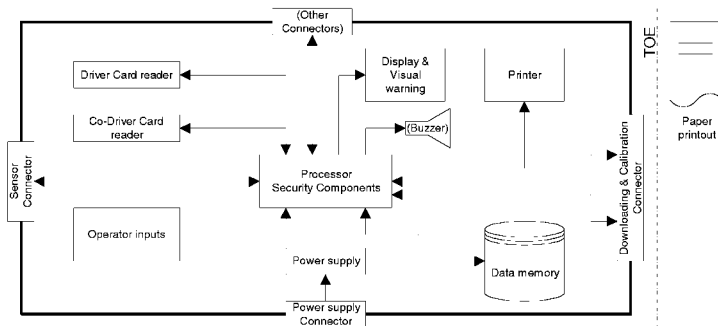 (Other
Connectors)
TOE
Driver Card reader
Display &
Visual
warning
Printer
Co-Driver Card
reader
(Buzzer)
Paper
printout
Sensor
Connector
Processor
Security Components
Downloading & Calibration
Connector
Operator inputs
Power supply
Data memory
Power supply
Connector